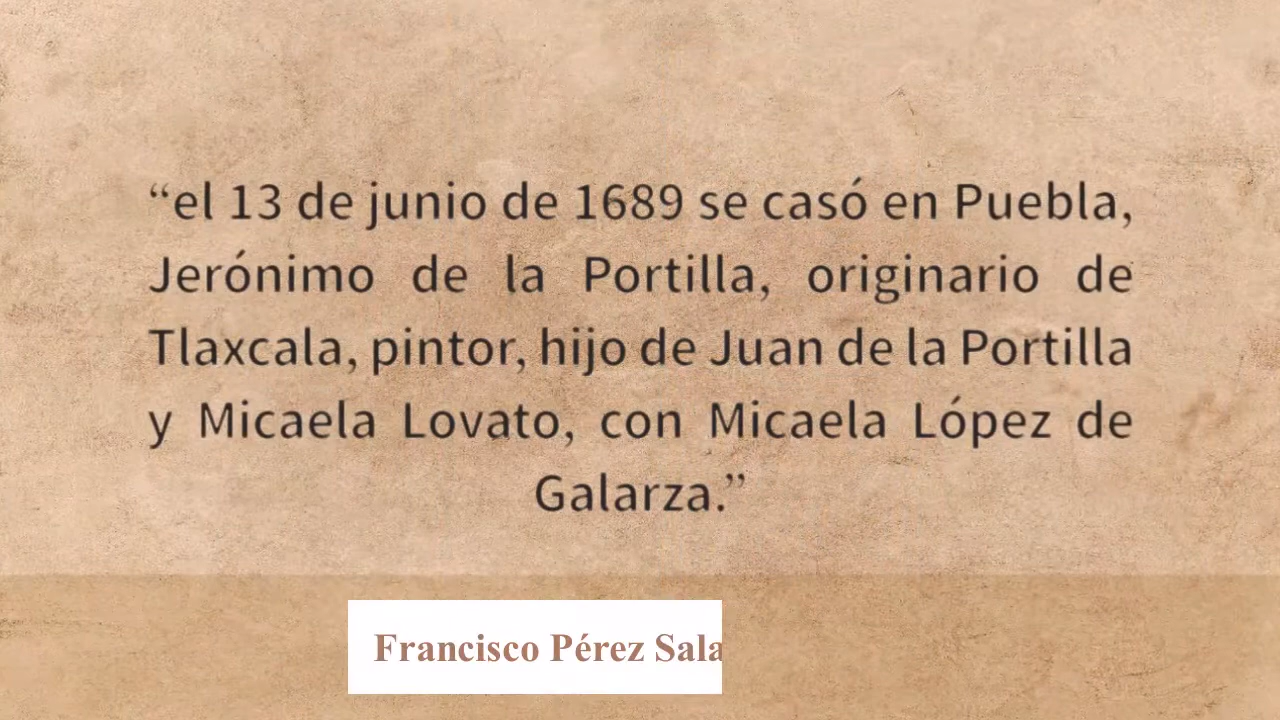 “el 13 de junio de 1689 se casó en Puebla,
Jerónimo de la Portilla, originario de
Tlaxcala, pintor, hijo de Juan de la Portilla
y Micaela Lovato, con Micaela López de
Galarza.”
Francisco Pérez